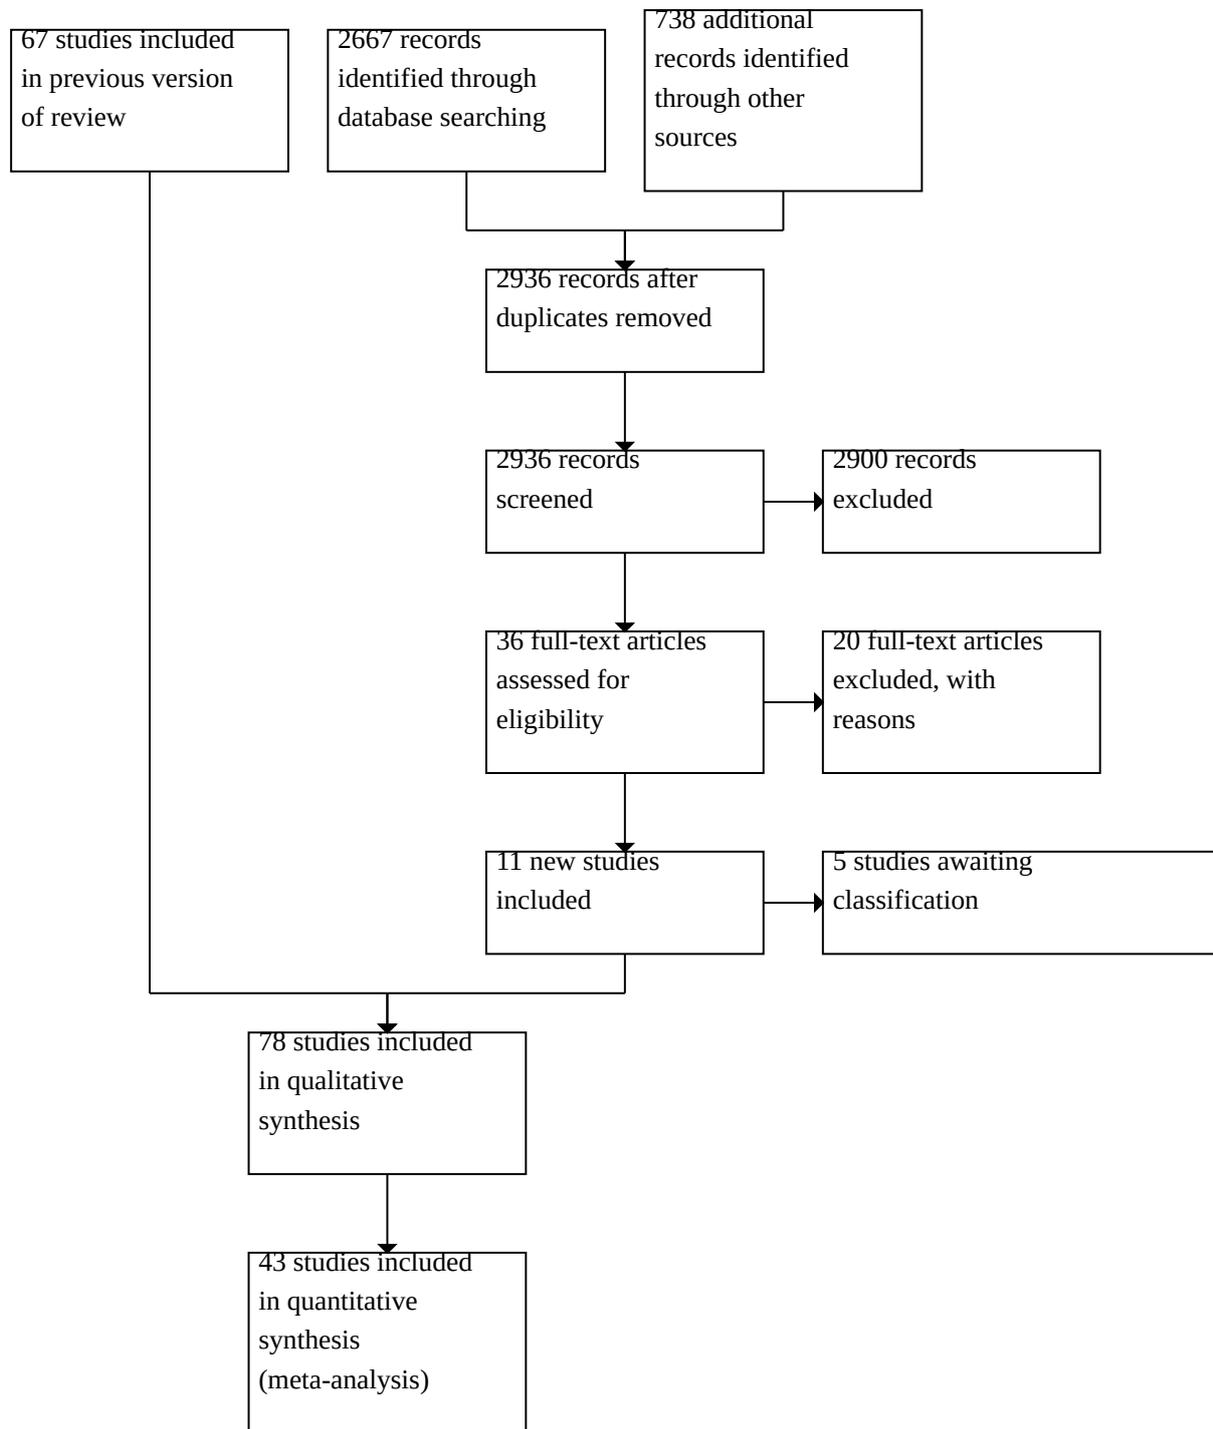 67 studies included
in previous version
of review
2667 records
identified through
database searching
738 additional
records identified
through other
sources
2936 records after
duplicates removed
2936 records
screened
2900 records
excluded
36 full-text articles
assessed for
eligibility
20 full-text articles
excluded, with
reasons
11 new studies
included
5 studies awaiting
classification
78 studies included
in qualitative
synthesis
43 studies included
in quantitative
synthesis
(meta-analysis)